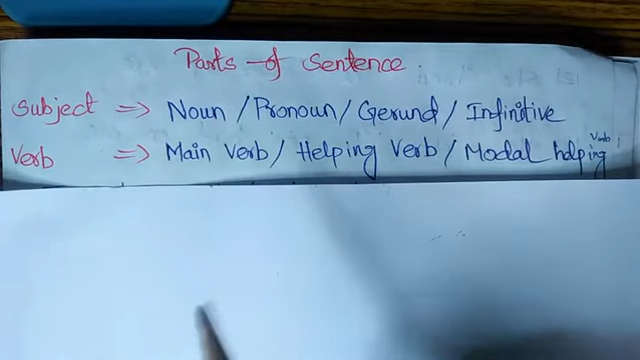 Parts of Sentence
Subject => Noun / Pronoun / Gerund / Infinitive
Verb => Main Verb / Helping Verb / Modal helping Verb